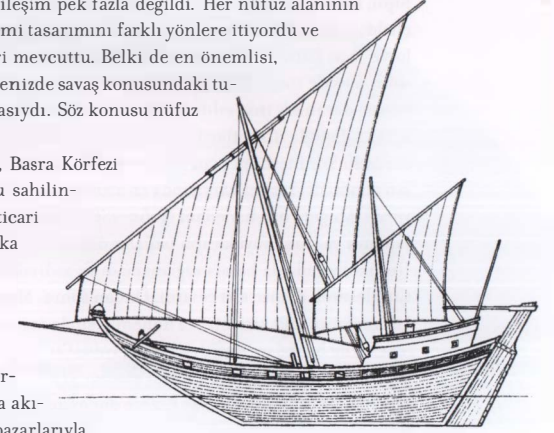 ileşim pek fazla değildi. Her nüfuz alanının
mi tasarımını farklı yönlere itiyordu ve
ri mevcuttu. Belki de en önemlisi,
enizde savaş konusundaki tu-
asıydı. Söz konusu nüfuz
, Basra Körfezi
u sahilin-
ticari
ka
r-
a akı-
pazarlarıyla